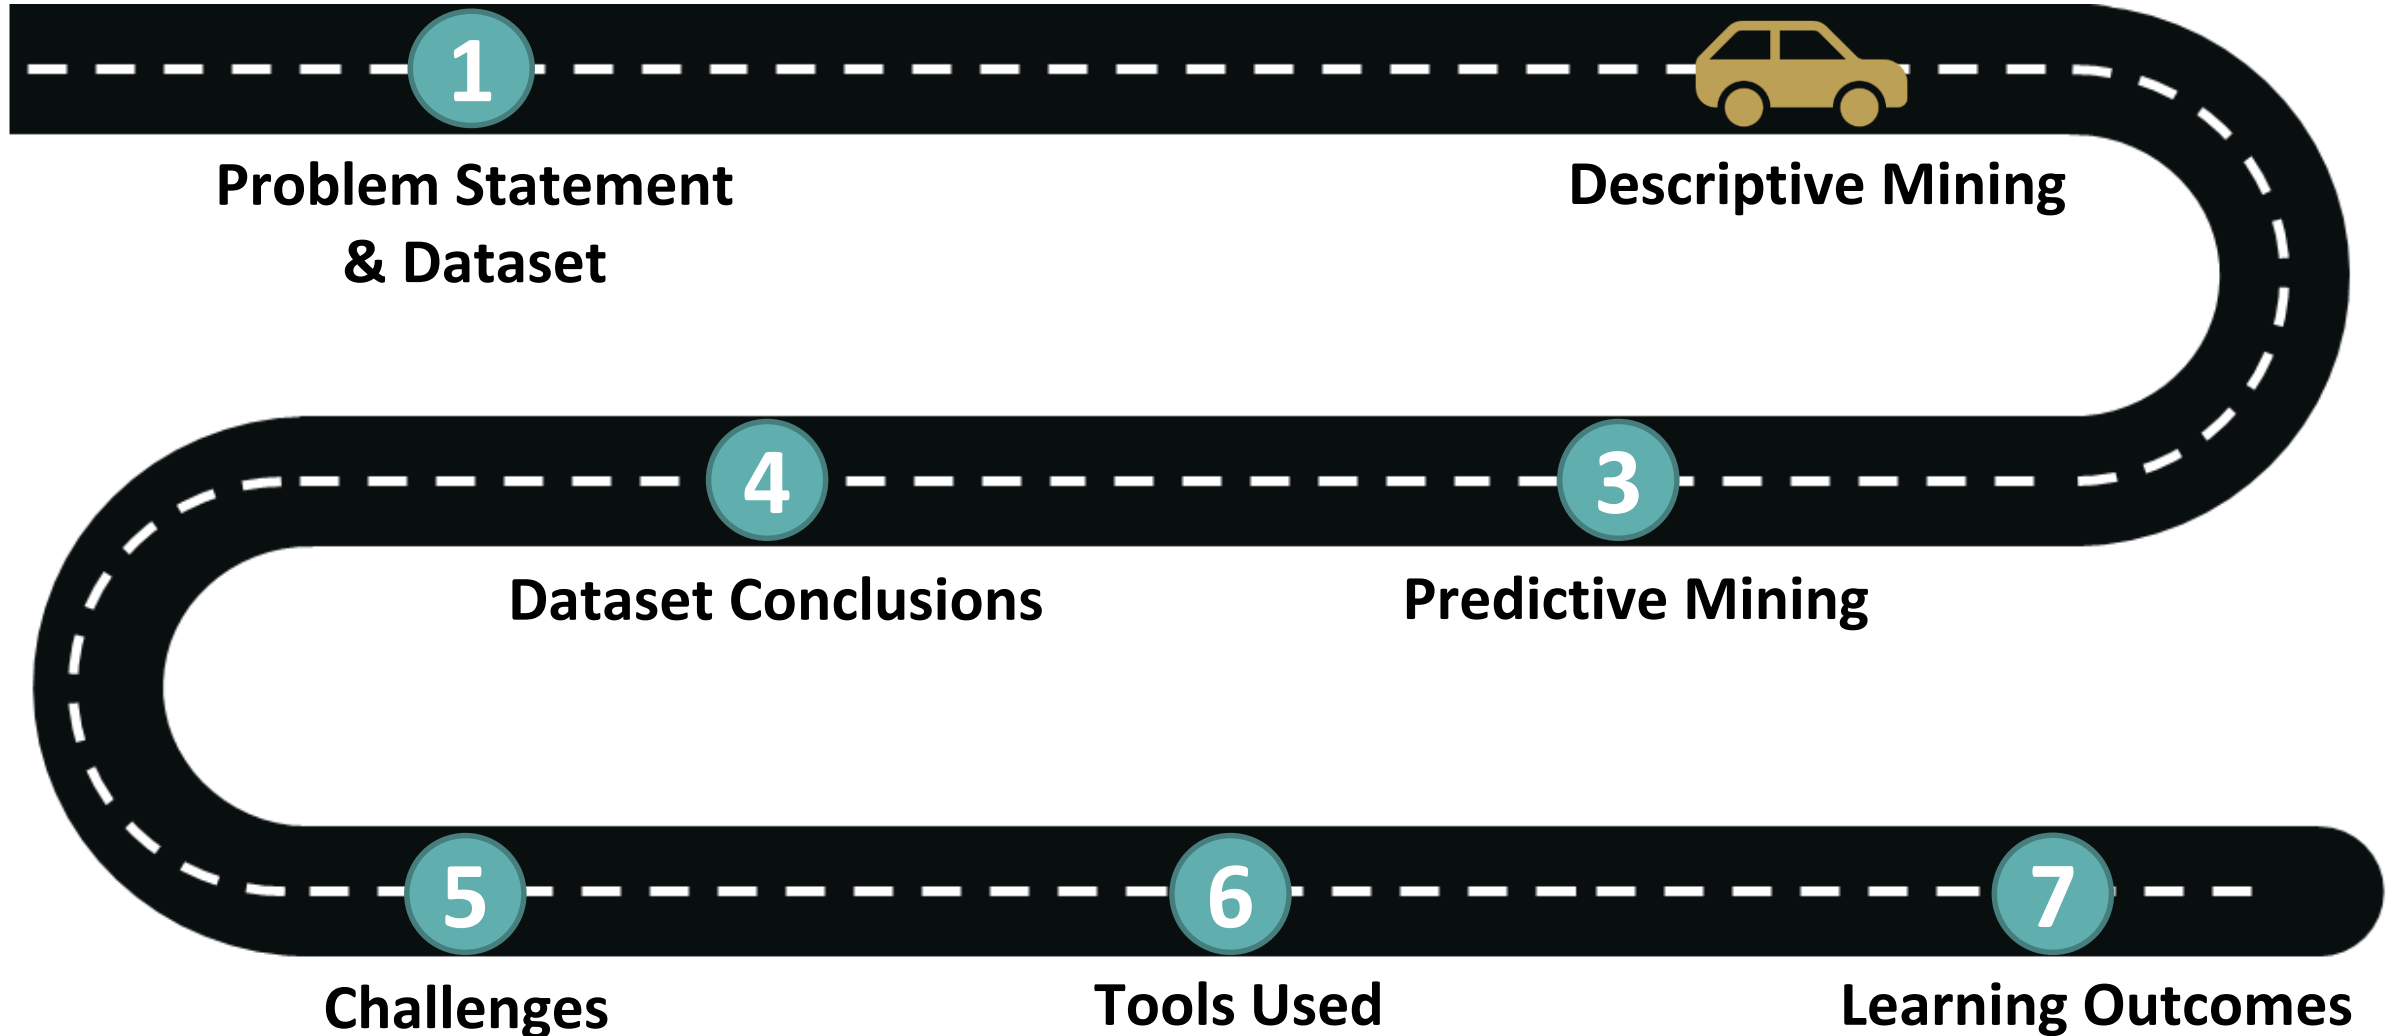 1
Problem Statement
& Dataset
Descriptive Mining
3
Predictive Mining
4
Dataset Conclusions
5
Challenges
6
Tools Used
7
Learning Outcomes